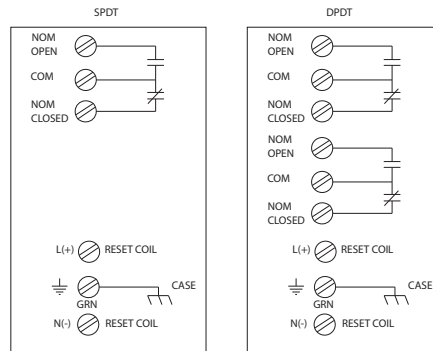 SPDT
NOM
OPEN
COM
NOM
CLOSED
L(+) RESET COIL
CASE
GRN
N(-) RESET COIL
DPDT
NOM
OPEN
COM
NOM
CLOSED
NOM
OPEN
COM
NOM
CLOSED
L(+) RESET COIL
CASE
GRN
N(-) RESET COIL